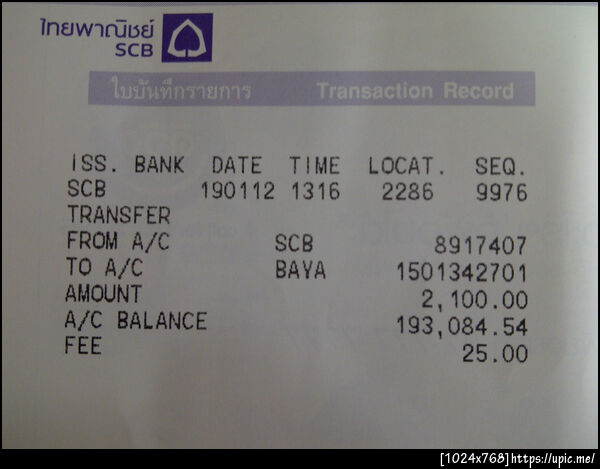 ไทยพาณิชย์
SCB
ใบบันทึกรายการ Transaction Record
ISS. BANK DATE TIME LOCAT. SEQ.
SCB 190112 1316 2286 9976
TRANSFER
FROM A/C SCB 8917407
TO A/C BAYA 1501342701
AMOUNT 2,100.00
A/C BALANCE 193,084.54
FEE 25.00
[1024x768]https://upic.me/